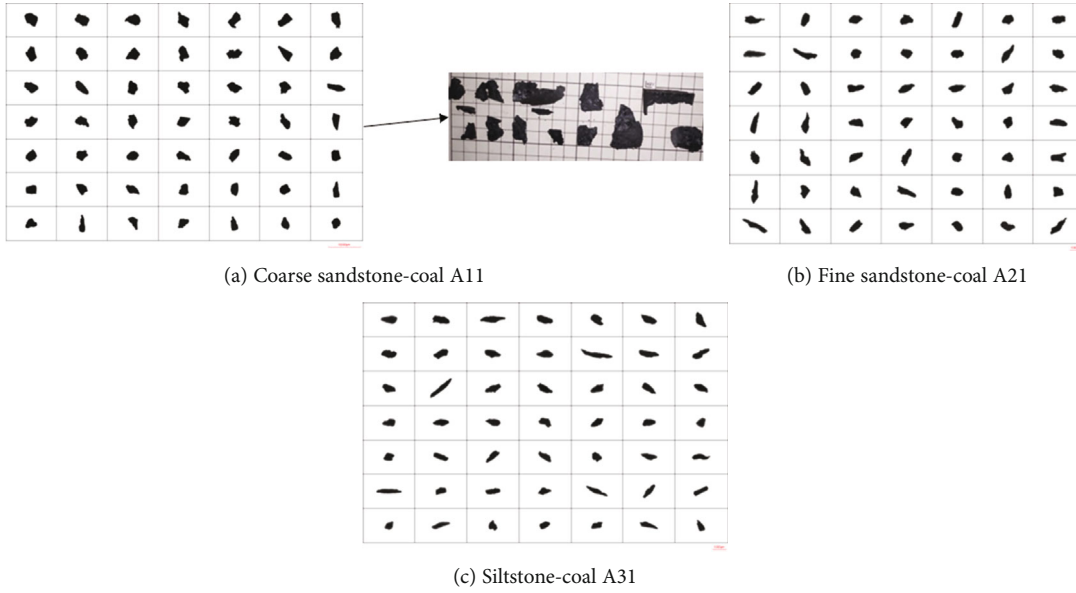 (a) Coarse sandstone-coal A11
(b) Fine sandstone-coal A21
(c) Siltstone-coal A31